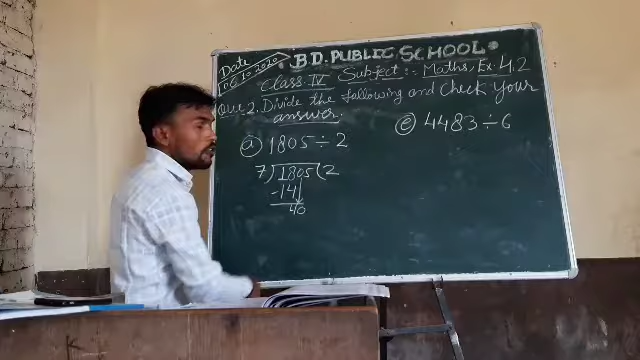 Date
B.D. PUBLIC SCHOOL
Class IV Subject :- Maths, Ex. 4.2
Que. 2. Divide the following and check your
answer.
a 1805 ÷ 2
7 ) 1805 ( 2
-14
40
e 4483 ÷ 6